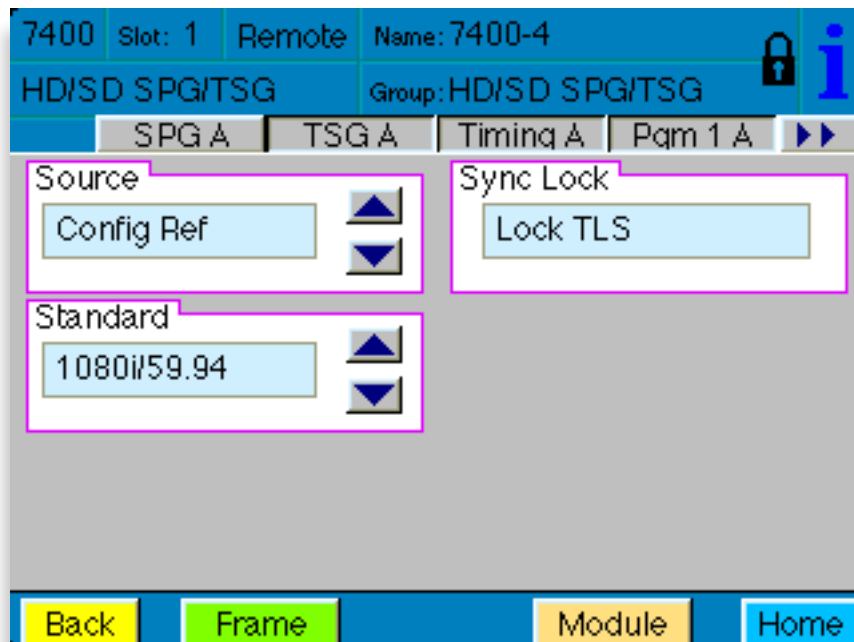 7400 Slot: 1 Remote Name: 7400-4
HD/SD SPG/TSG Group: HD/SD SPG/TSG
SPG A TSG A Timing A Pgm 1 A
Source
Config Ref
Sync Lock
Lock TLS
Standard
1080i/59.94
Back Frame Module Home